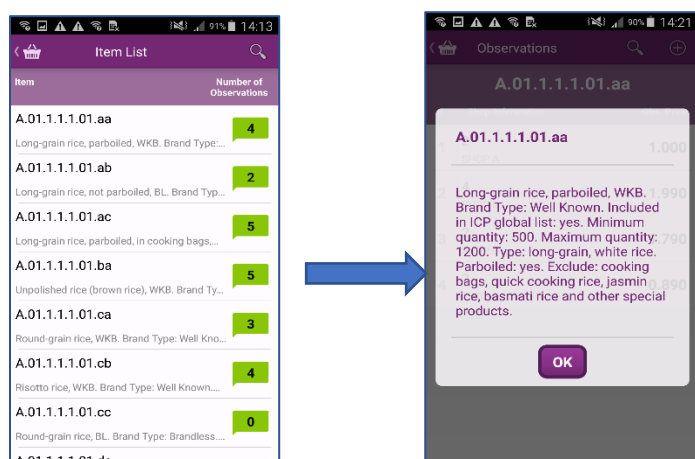 91% 14:13
Item List
Item
Number of
Observations
A.01.1.1.1.01.aa
4
Long-grain rice, parboiled, WKB. Brand Type:...
A.01.1.1.1.01.ab
2
Long-grain rice, not parboiled, BL. Brand Typ...
A.01.1.1.1.01.ac
5
Long-grain rice, parboiled, in cooking bags,...
A.01.1.1.1.01.ba
5
Unpolished rice (brown rice), WKB. Brand Ty...
A.01.1.1.1.01.ca
3
Round-grain rice, WKB. Brand Type: Well Kno...
A.01.1.1.1.01.cb
4
Risotto rice, WKB. Brand Type: Well Known....
A.01.1.1.1.01.cc
0
Round-grain rice, BL. Brand Type: Brandless....
90% 14:21
Observations
A.01.1.1.1.01.aa
A.01.1.1.1.01.aa
1.000
Long-grain rice, parboiled, WKB.
Brand Type: Well Known. Included
in ICP global list: yes. Minimum
quantity: 500. Maximum quantity:
1200. Type: long-grain, white rice.
Parboiled: yes. Exclude: cooking
bags, quick cooking rice, jasmin
rice, basmati rice and other special
products.
1.990
.790
0.890
OK